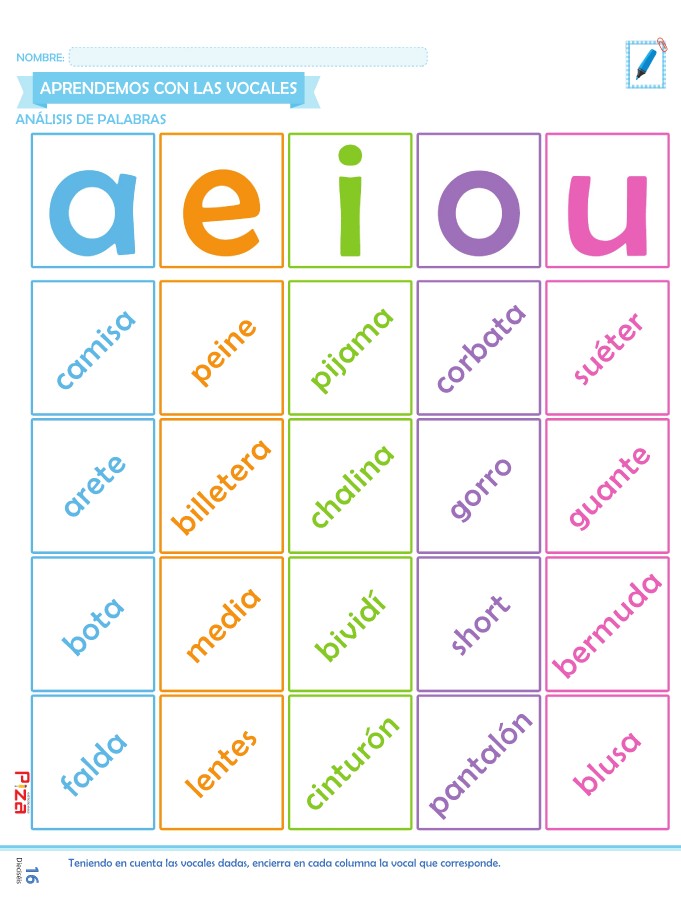 NOMBRE:
APRENDEMOS CON LAS VOCALES
ANÁLISIS DE PALABRAS
a e i o u
camisa peine pijama corbata suéter
arete billetera chalina gorro guante
bota media bividí short bermuda
falda lentes cinturón pantalón blusa
Piza
Teniendo en cuenta las vocales dadas, encierra en cada columna la vocal que corresponde.
16
Dieciséis